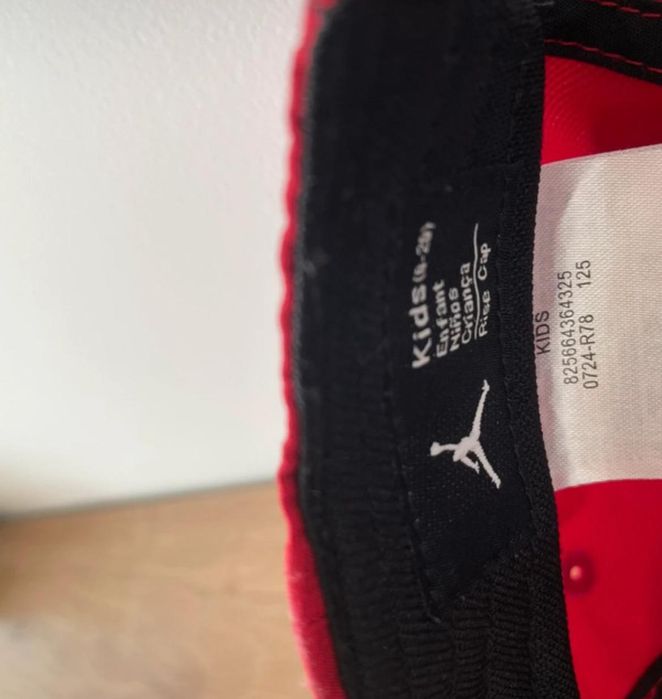 Kids (8-20)
Enfant
Niños
Criança
Rise Cap
KIDS
825664364325
0724-R78 125